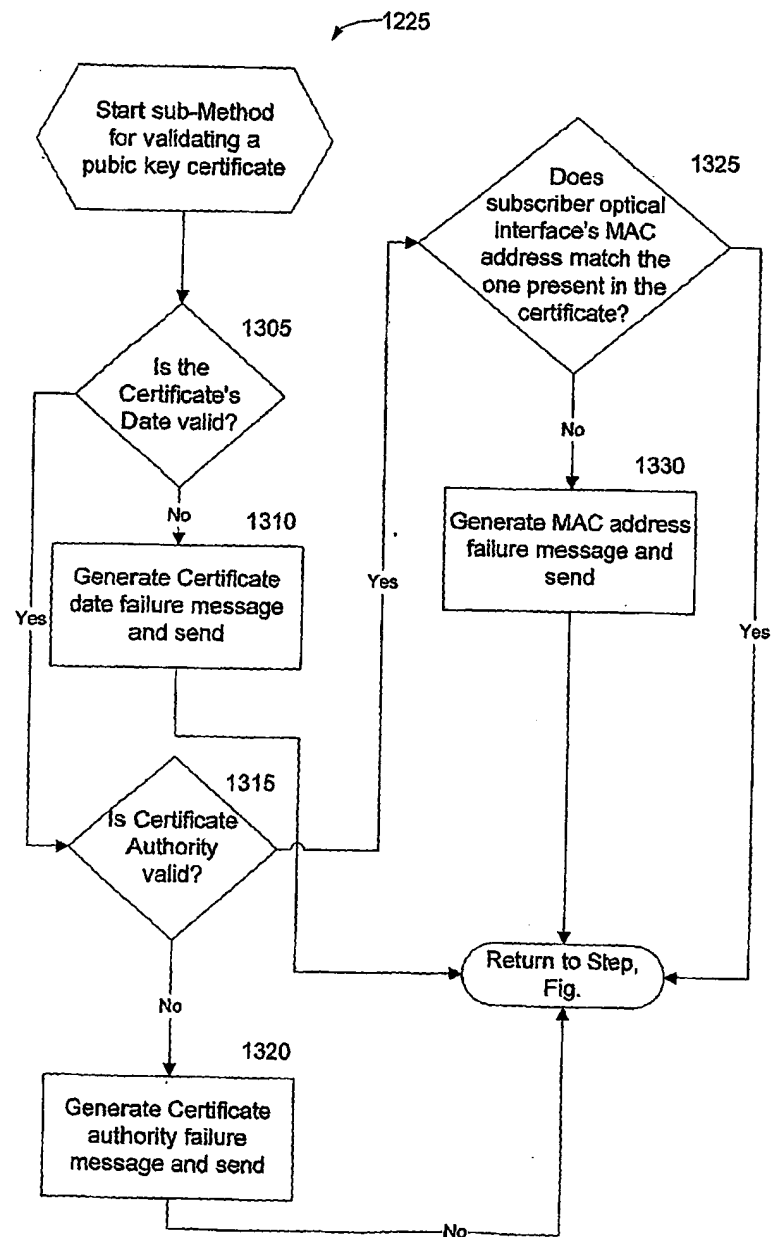 1225
Start sub-Method
for validating a
pubic key certificate
1305
Is the
Certificate's
Date valid?
No
1310
Generate Certificate
date failure message
and send
Yes
1315
Is Certificate
Authority
valid?
No
1320
Generate Certificate
authority failure
message and send
No
Yes
1325
Does
subscriber optical
interface's MAC
address match the
one present in the
certificate?
No
1330
Generate MAC address
failure message and
send
Yes
Return to Step,
Fig.